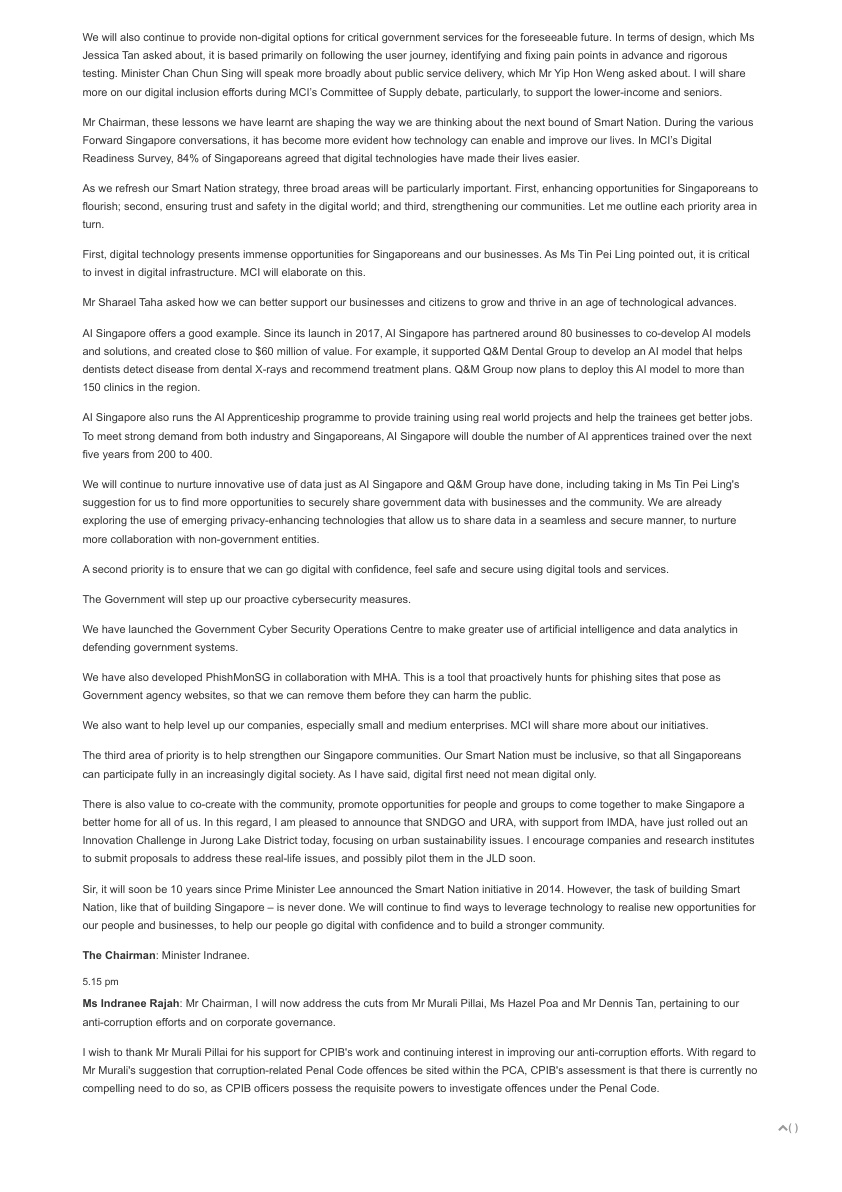 We will also continue to provide non-digital options for critical government services for the foreseeable future. In terms of design, which Ms
Jessica Tan asked about, it is based primarily on following the user journey, identifying and fixing pain points in advance and rigorous
testing. Minister Chan Chun Sing will speak more broadly about public service delivery, which Mr Yip Hon Weng asked about. I will share
more on our digital inclusion efforts during MCI's Committee of Supply debate, particularly, to support the lower-income and seniors.
Mr Chairman, these lessons we have learnt are shaping the way we are thinking about the next bound of Smart Nation. During the various
Forward Singapore conversations, it has become more evident how technology can enable and improve our lives. In MCI's Digital
Readiness Survey, 84% of Singaporeans agreed that digital technologies have made their lives easier.
As we refresh our Smart Nation strategy, three broad areas will be particularly important. First, enhancing opportunities for Singaporeans to
flourish; second, ensuring trust and safety in the digital world; and third, strengthening our communities. Let me outline each priority area in
turn.
First, digital technology presents immense opportunities for Singaporeans and our businesses. As Ms Tin Pei Ling pointed out, it is critical
to invest in digital infrastructure. MCI will elaborate on this.
Mr Sharael Taha asked how we can better support our businesses and citizens to grow and thrive in an age of technological advances.
AI Singapore offers a good example. Since its launch in 2017, AI Singapore has partnered around 80 businesses to co-develop AI models
and solutions, and created close to $60 million of value. For example, it supported Q&M Dental Group to develop an AI model that helps
dentists detect disease from dental X-rays and recommend treatment plans. Q&M Group now plans to deploy this AI model to more than
150 clinics in the region.
AI Singapore also runs the AI Apprenticeship programme to provide training using real world projects and help the trainees get better jobs.
To meet strong demand from both industry and Singaporeans, AI Singapore will double the number of AI apprentices trained over the next
five years from 200 to 400.
We will continue to nurture innovative use of data just as AI Singapore and Q&M Group have done, including taking in Ms Tin Pei Ling's
suggestion for us to find more opportunities to securely share government data with businesses and the community. We are already
exploring the use of emerging privacy-enhancing technologies that allow us to share data in a seamless and secure manner, to nurture
more collaboration with non-government entities.
A second priority is to ensure that we can go digital with confidence, feel safe and secure using digital tools and services.
The Government will step up our proactive cybersecurity measures.
We have launched the Government Cyber Security Operations Centre to make greater use of artificial intelligence and data analytics in
defending government systems.
We have also developed PhishMonSG in collaboration with MHA. This is a tool that proactively hunts for phishing sites that pose as
Government agency websites, so that we can remove them before they can harm the public.
We also want to help level up our companies, especially small and medium enterprises. MCI will share more about our initiatives.
The third area of priority is to help strengthen our Singapore communities. Our Smart Nation must be inclusive, so that all Singaporeans
can participate fully in an increasingly digital society. As I have said, digital first need not mean digital only.
There is also value to co-create with the community, promote opportunities for people and groups to come together to make Singapore a
better home for all of us. In this regard, I am pleased to announce that SNDGO and URA, with support from IMDA, have just rolled out an
Innovation Challenge in Jurong Lake District today, focusing on urban sustainability issues. I encourage companies and research institutes
to submit proposals to address these real-life issues, and possibly pilot them in the JLD soon.
Sir, it will soon be 10 years since Prime Minister Lee announced the Smart Nation initiative in 2014. However, the task of building Smart
Nation, like that of building Singapore – is never done. We will continue to find ways to leverage technology to realise new opportunities for
our people and businesses, to help our people go digital with confidence and to build a stronger community.
The Chairman: Minister Indranee.
5.15 pm
Ms Indranee Rajah: Mr Chairman, I will now address the cuts from Mr Murali Pillai, Ms Hazel Poa and Mr Dennis Tan, pertaining to our
anti-corruption efforts and on corporate governance.
I wish to thank Mr Murali Pillai for his support for CPIB's work and continuing interest in improving our anti-corruption efforts. With regard to
Mr Murali's suggestion that corruption-related Penal Code offences be sited within the PCA, CPIB's assessment is that there is currently no
compelling need to do so, as CPIB officers possess the requisite powers to investigate offences under the Penal Code.
( )